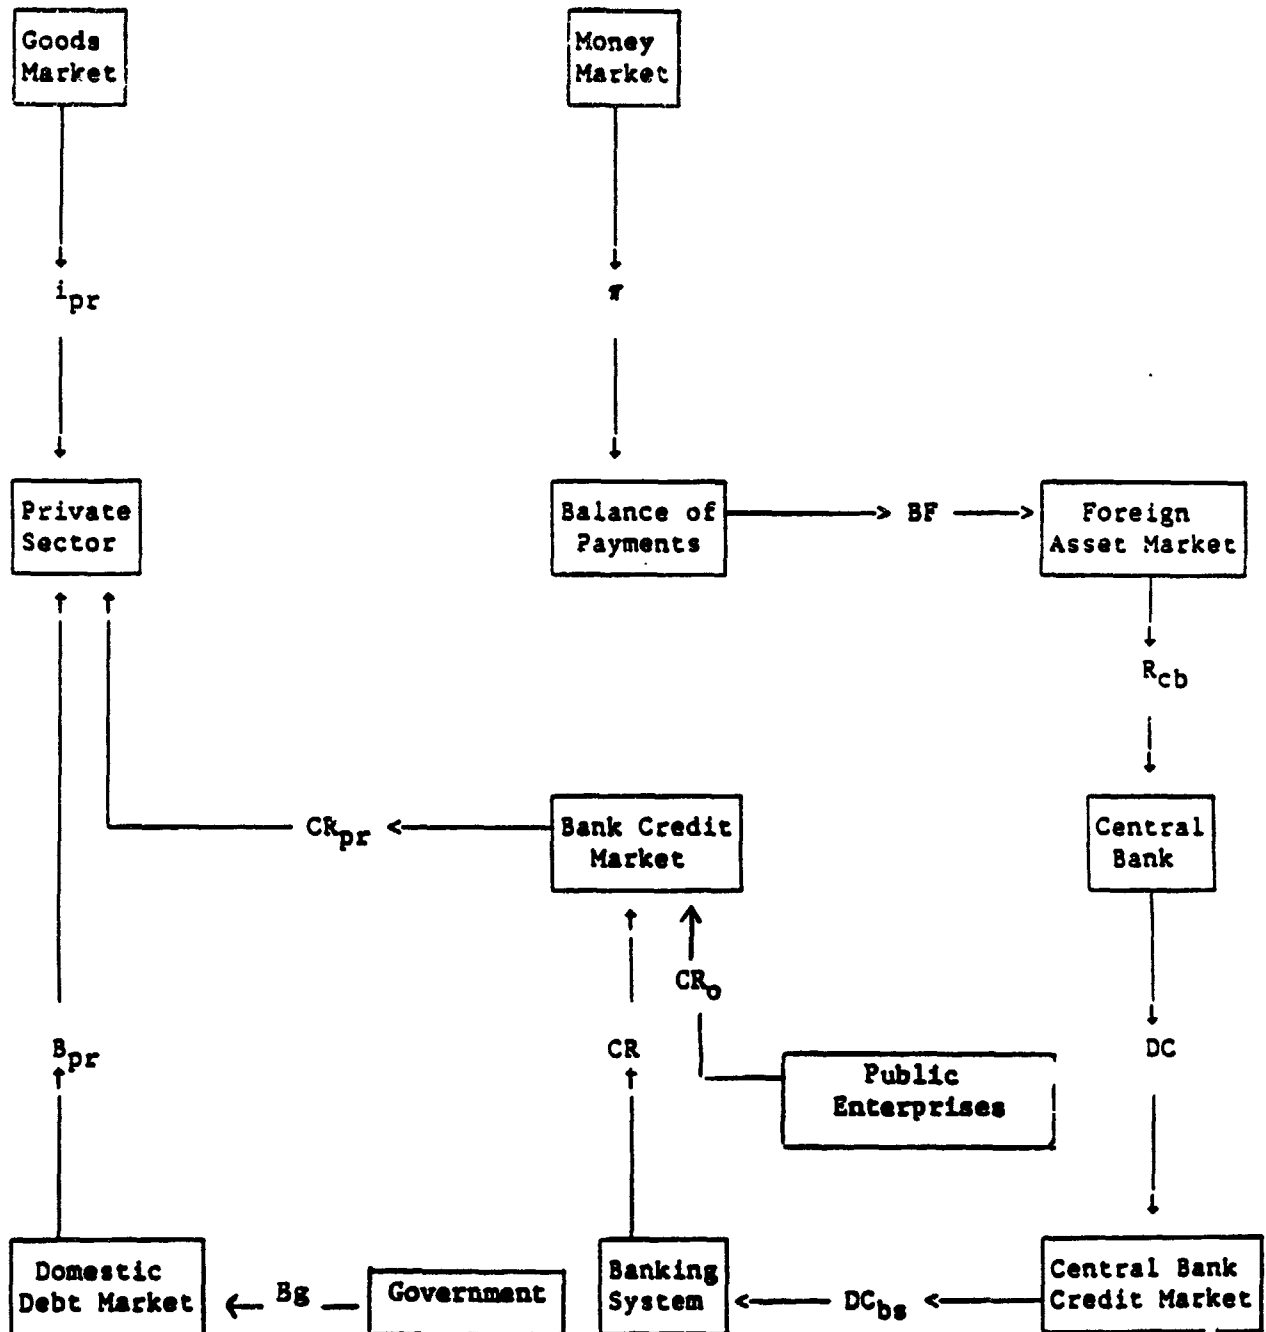 Goods
Market
Money
Market
i_pr
π
Private
Sector
Balance of
Payments
BF
Foreign
Asset Market
R_cb
CR_pr
Bank Credit
Market
Central
Bank
CR_o
B_pr
CR
DC
Public
Enterprises
Domestic
Debt Market
Bg
Government
Banking
System
DC_bs
Central Bank
Credit Market